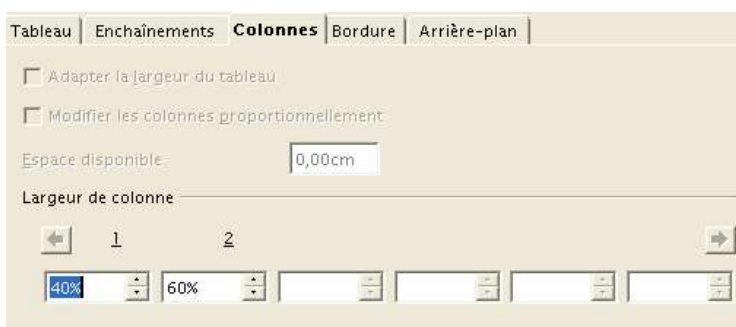 Tableau Enchaînements Colonnes Bordure Arrière-plan
Adapter la largeur du tableau
Modifier les colonnes proportionnellement
Espace disponible 0,00cm
Largeur de colonne
1 2
40% 60%